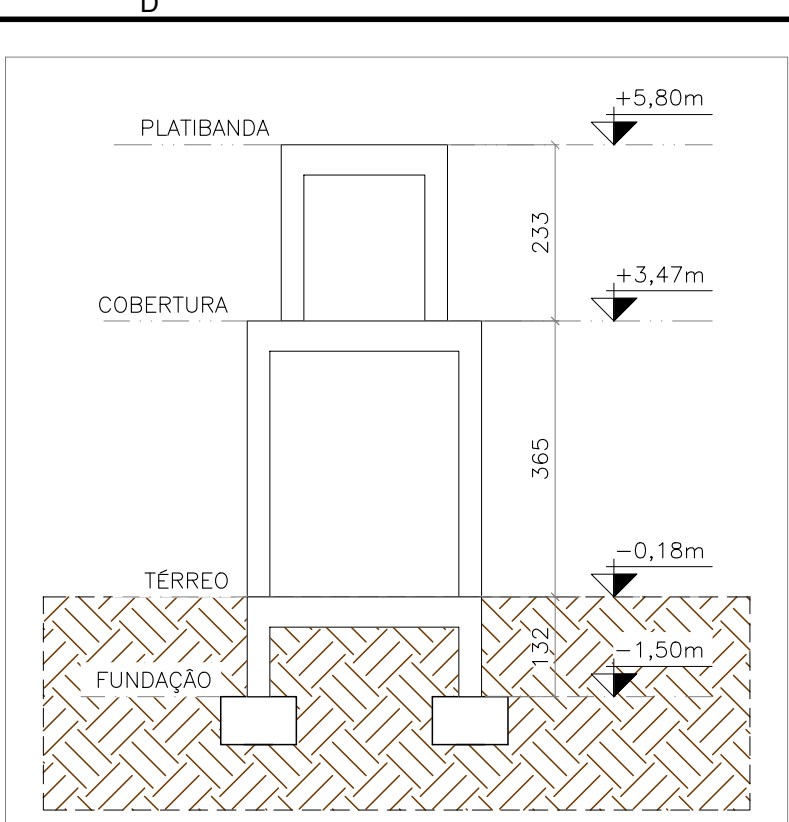 D
+5,80m
PLATIBANDA
233
+3,47m
COBERTURA
365
-0,18m
TÉRREO
132
-1,50m
FUNDAÇÃO